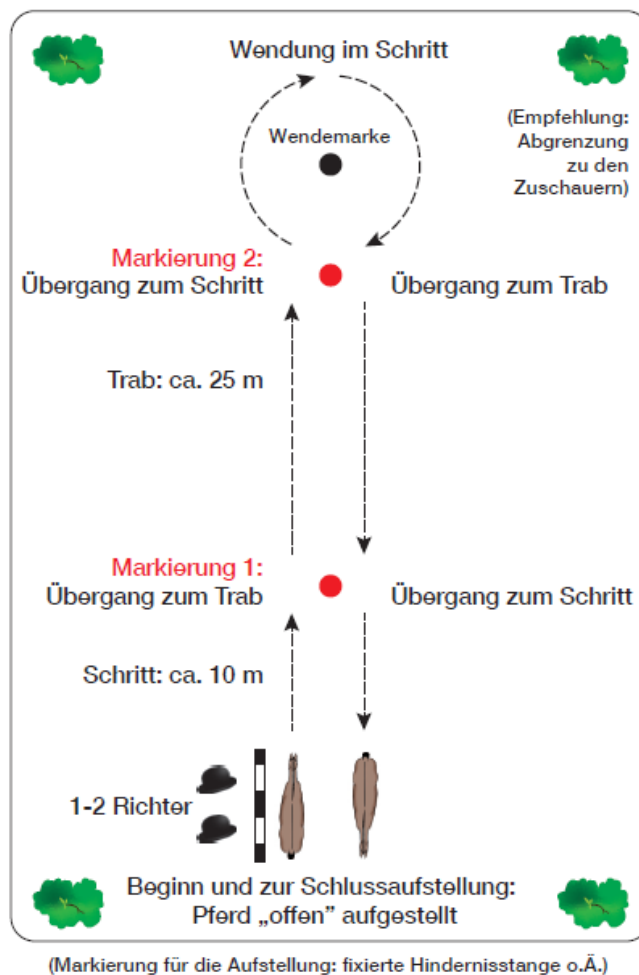 Wendung im Schritt
Wendemarke
(Empfehlung:
Abgrenzung
zu den
Zuschauern)
Markierung 2:
Übergang zum Schritt
Übergang zum Trab
Trab: ca. 25 m
Markierung 1:
Übergang zum Trab
Übergang zum Schritt
Schritt: ca. 10 m
1-2 Richter
Beginn und zur Schlussaufstellung:
Pferd „offen” aufgestellt
(Markierung für die Aufstellung: fixierte Hindernisstange o.Ä.)